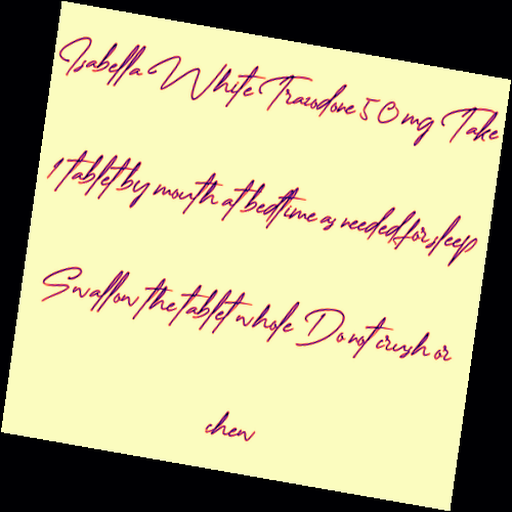 Isabella White Trazodone 50 mg Take
1 tablet by mouth at bedtime as needed for sleep
Swallow the tablet whole Do not crush or
chew